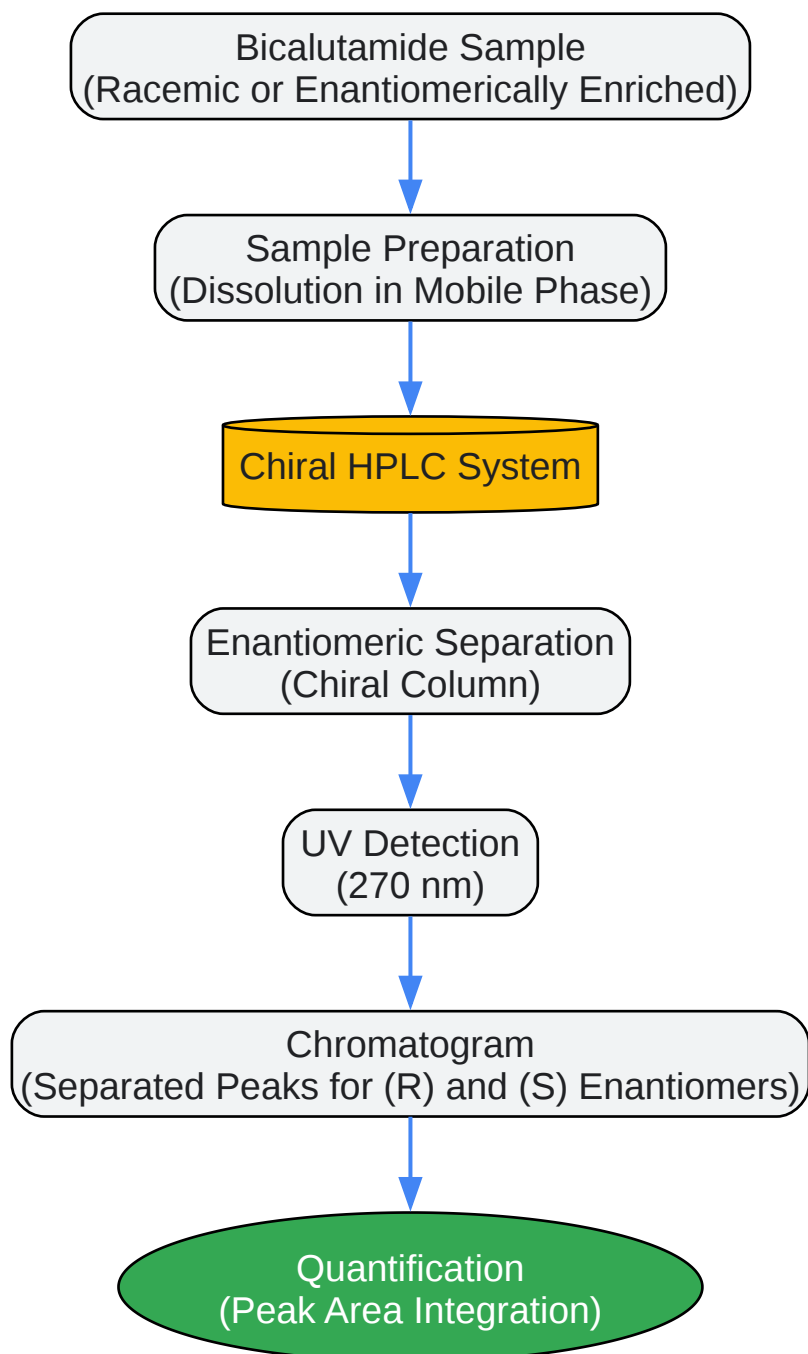 Bicalutamide Sample
(Racemic or Enantiomerically Enriched)
Sample Preparation
(Dissolution in Mobile Phase)
Chiral HPLC System
Enantiomeric Separation
(Chiral Column)
UV Detection
(270 nm)
Chromatogram
(Separated Peaks for (R) and (S) Enantiomers)
Quantification
(Peak Area Integration)